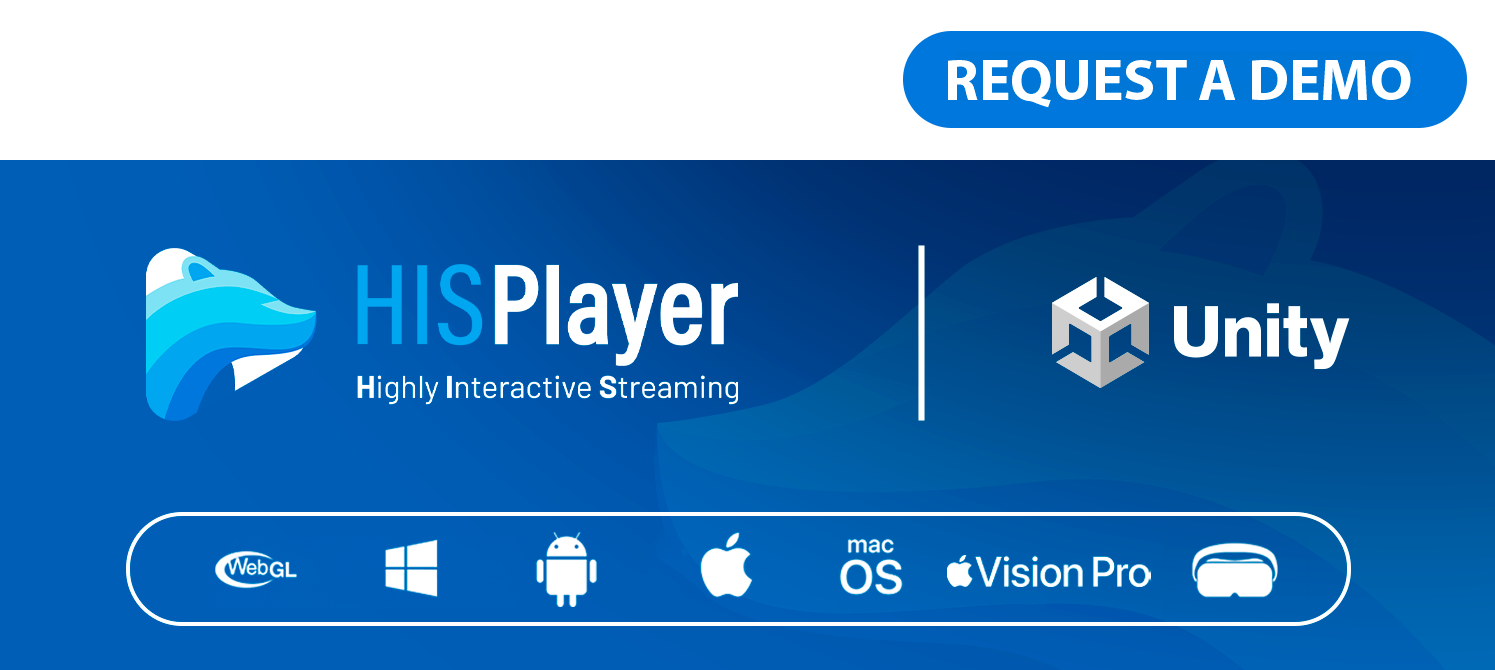 REQUEST A DEMO
HISPlayer
Highly Interactive Streaming
Unity
WebGL
mac
OS
Vision Pro